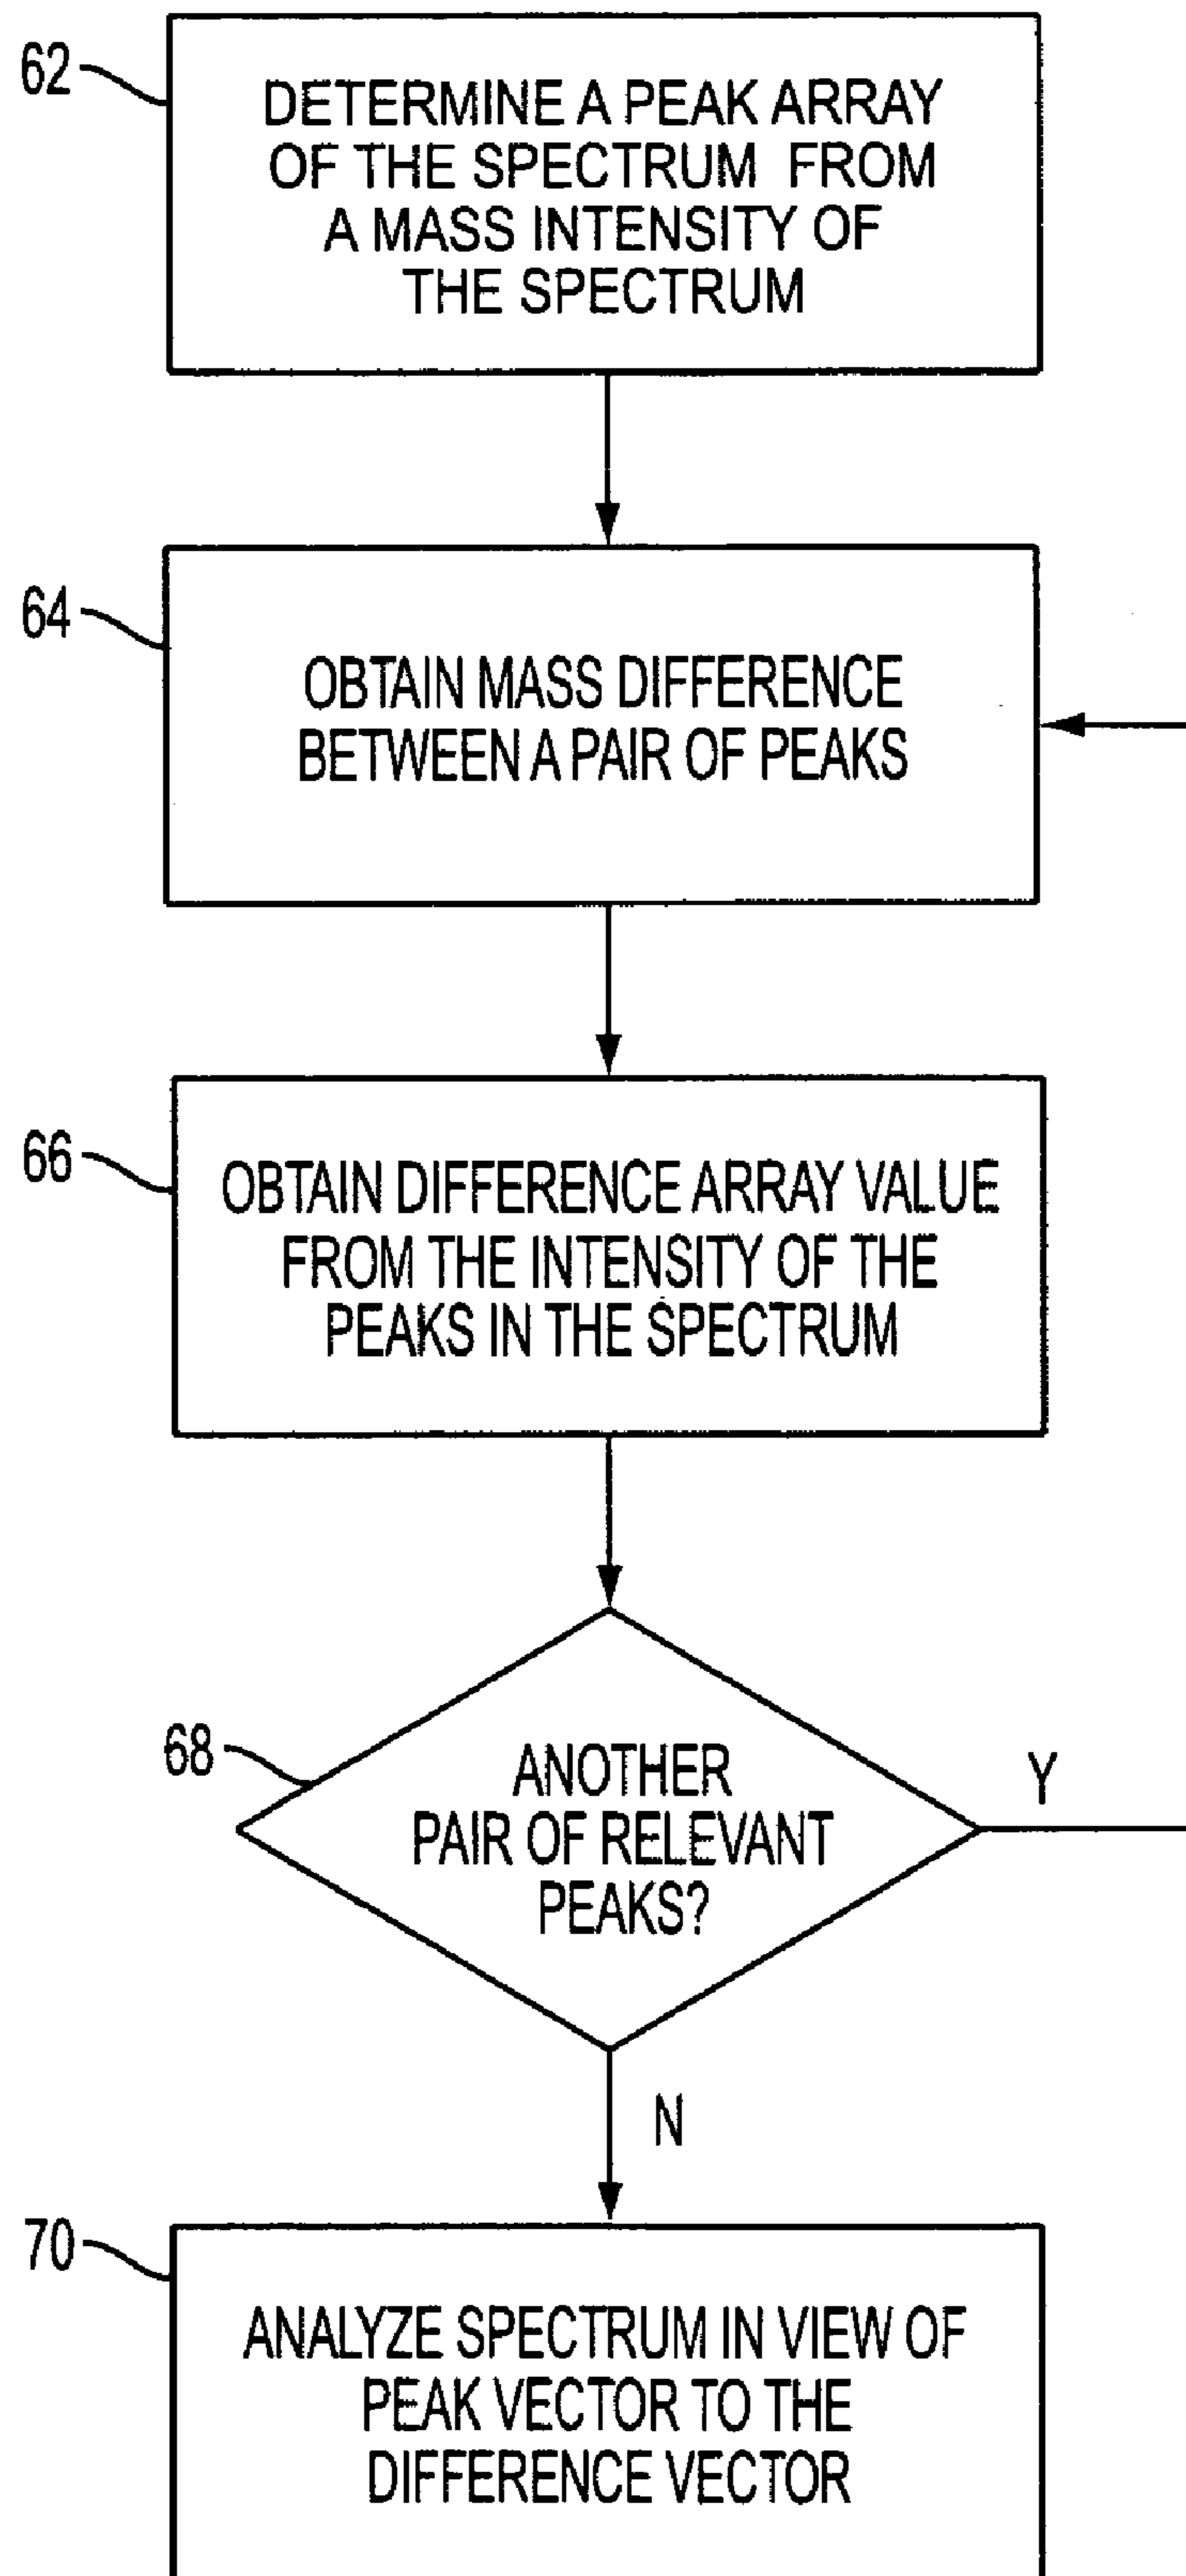 62
DETERMINE A PEAK ARRAY
OF THE SPECTRUM FROM
A MASS INTENSITY OF
THE SPECTRUM
64
OBTAIN MASS DIFFERENCE
BETWEEN A PAIR OF PEAKS
66
OBTAIN DIFFERENCE ARRAY VALUE
FROM THE INTENSITY OF THE
PEAKS IN THE SPECTRUM
68
ANOTHER
PAIR OF RELEVANT
PEAKS?
Y
N
70
ANALYZE SPECTRUM IN VIEW OF
PEAK VECTOR TO THE
DIFFERENCE VECTOR